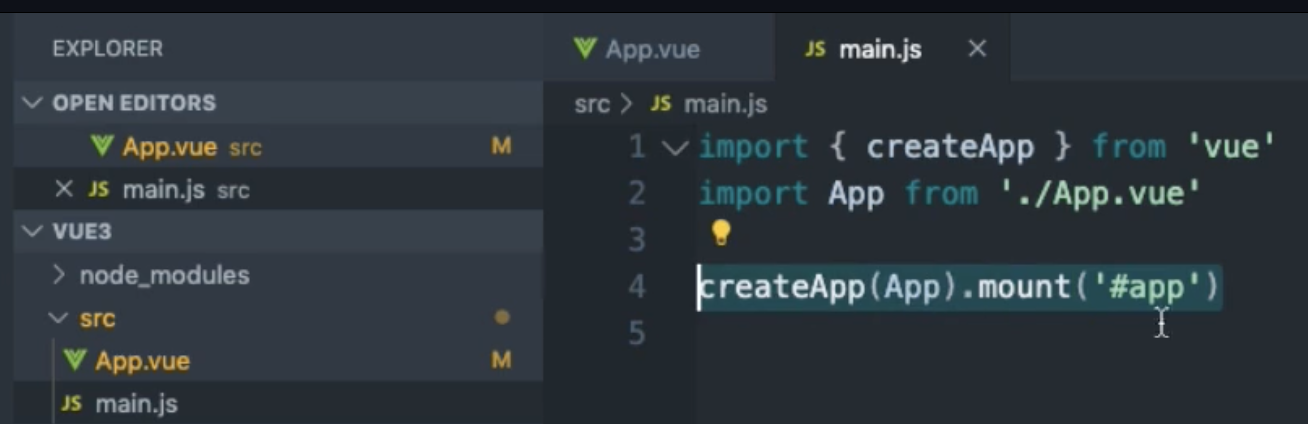 EXPLORER
OPEN EDITORS
App.vue src M
JS main.js src
VUE3
node_modules
src
App.vue M
JS main.js
App.vue
JS main.js
src > JS main.js
1 import { createApp } from 'vue'
2 import App from './App.vue'
3
4 createApp(App).mount('#app')
5